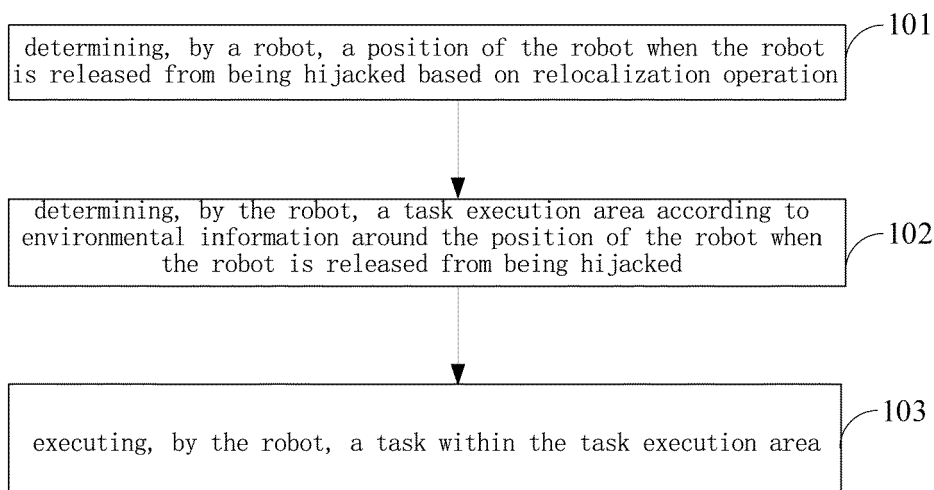 101
determining, by a robot, a position of the robot when the robot
is released from being hijacked based on relocalization operation
determining, by the robot, a task execution area according to
environmental information around the position of the robot when
the robot is released from being hijacked
102
executing, by the robot, a task within the task execution area
103